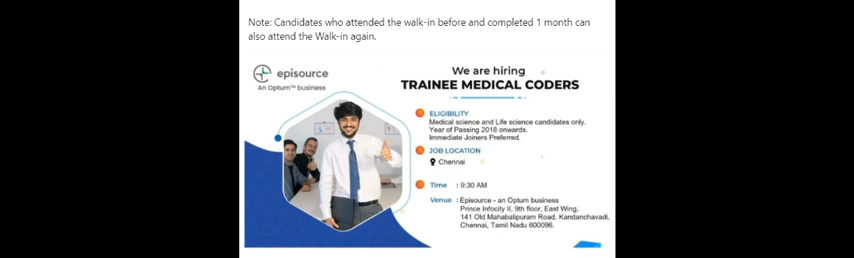 Note: Candidates who attended the walk-in before and completed 1 month can
also attend the Walk-in again.
episource
An Optum™ business
We are hiring
TRAINEE MEDICAL CODERS
ELIGIBILITY
Medical science and Life science candidates only.
Year of Passing 2018 onwards.
Immediate Joiners Preferred.
JOB LOCATION
Chennai
Time : 9:30 AM
Venue : Episource - an Optum business
Prince Infocity II, 9th floor, East Wing,
141 Old Mahabalipuram Road, Kandanchavadi,
Chennai, Tamil Nadu 600096.